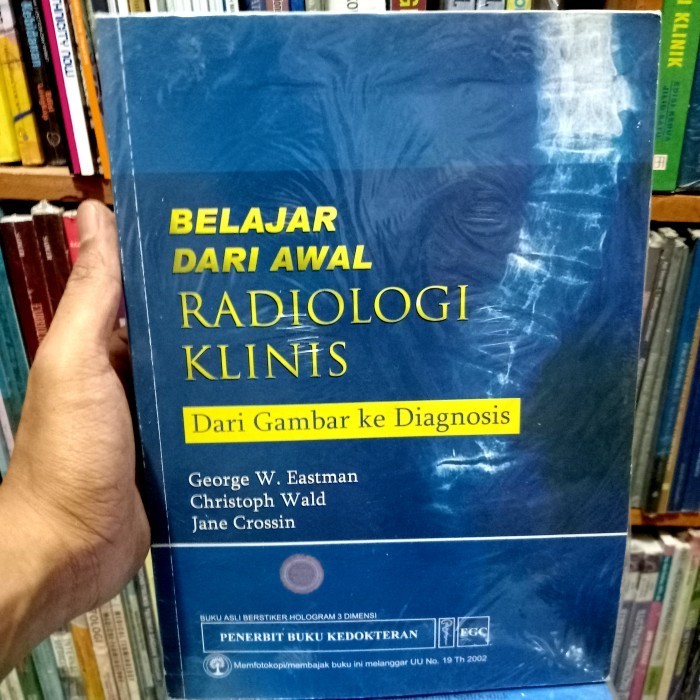 BELAJAR
DARI AWAL
RADIOLOGI
KLINIS
Dari Gambar ke Diagnosis
George W. Eastman
Christoph Wald
Jane Crossin
BUKU ASLI BERSTIKER HOLOGRAM 3 DIMENSI
PENERBIT BUKU KEDOKTERAN EGC
Memfotokopi/membajak buku ini melanggar UU No. 19 Th 2002
KLINIK